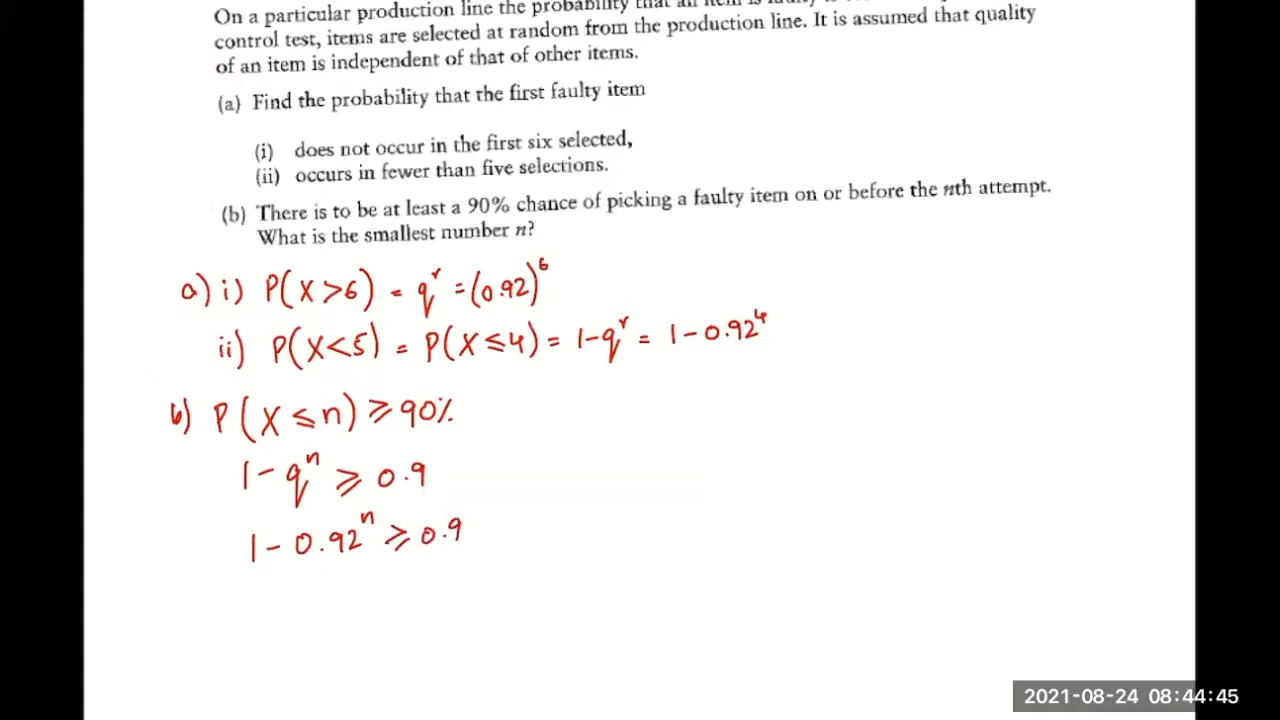 On a particular production line the probability that an item is faulty is
control test, items are selected at random from the production line. It is assumed that quality
of an item is independent of that of other items.
(a) Find the probability that the first faulty item
(i) does not occur in the first six selected,
(ii) occurs in fewer than five selections.
(b) There is to be at least a 90% chance of picking a faulty item on or before the nth attempt.
What is the smallest number n?
a) i) P(X>6) = q^r = (0.92)^6
ii) P(X<5) = P(X≤4) = 1-q^r = 1-0.92^4
b) P(X≤n) ≥ 90%
1-q^n ≥ 0.9
1-0.92^n ≥ 0.9
2021-08-24 08:44:45